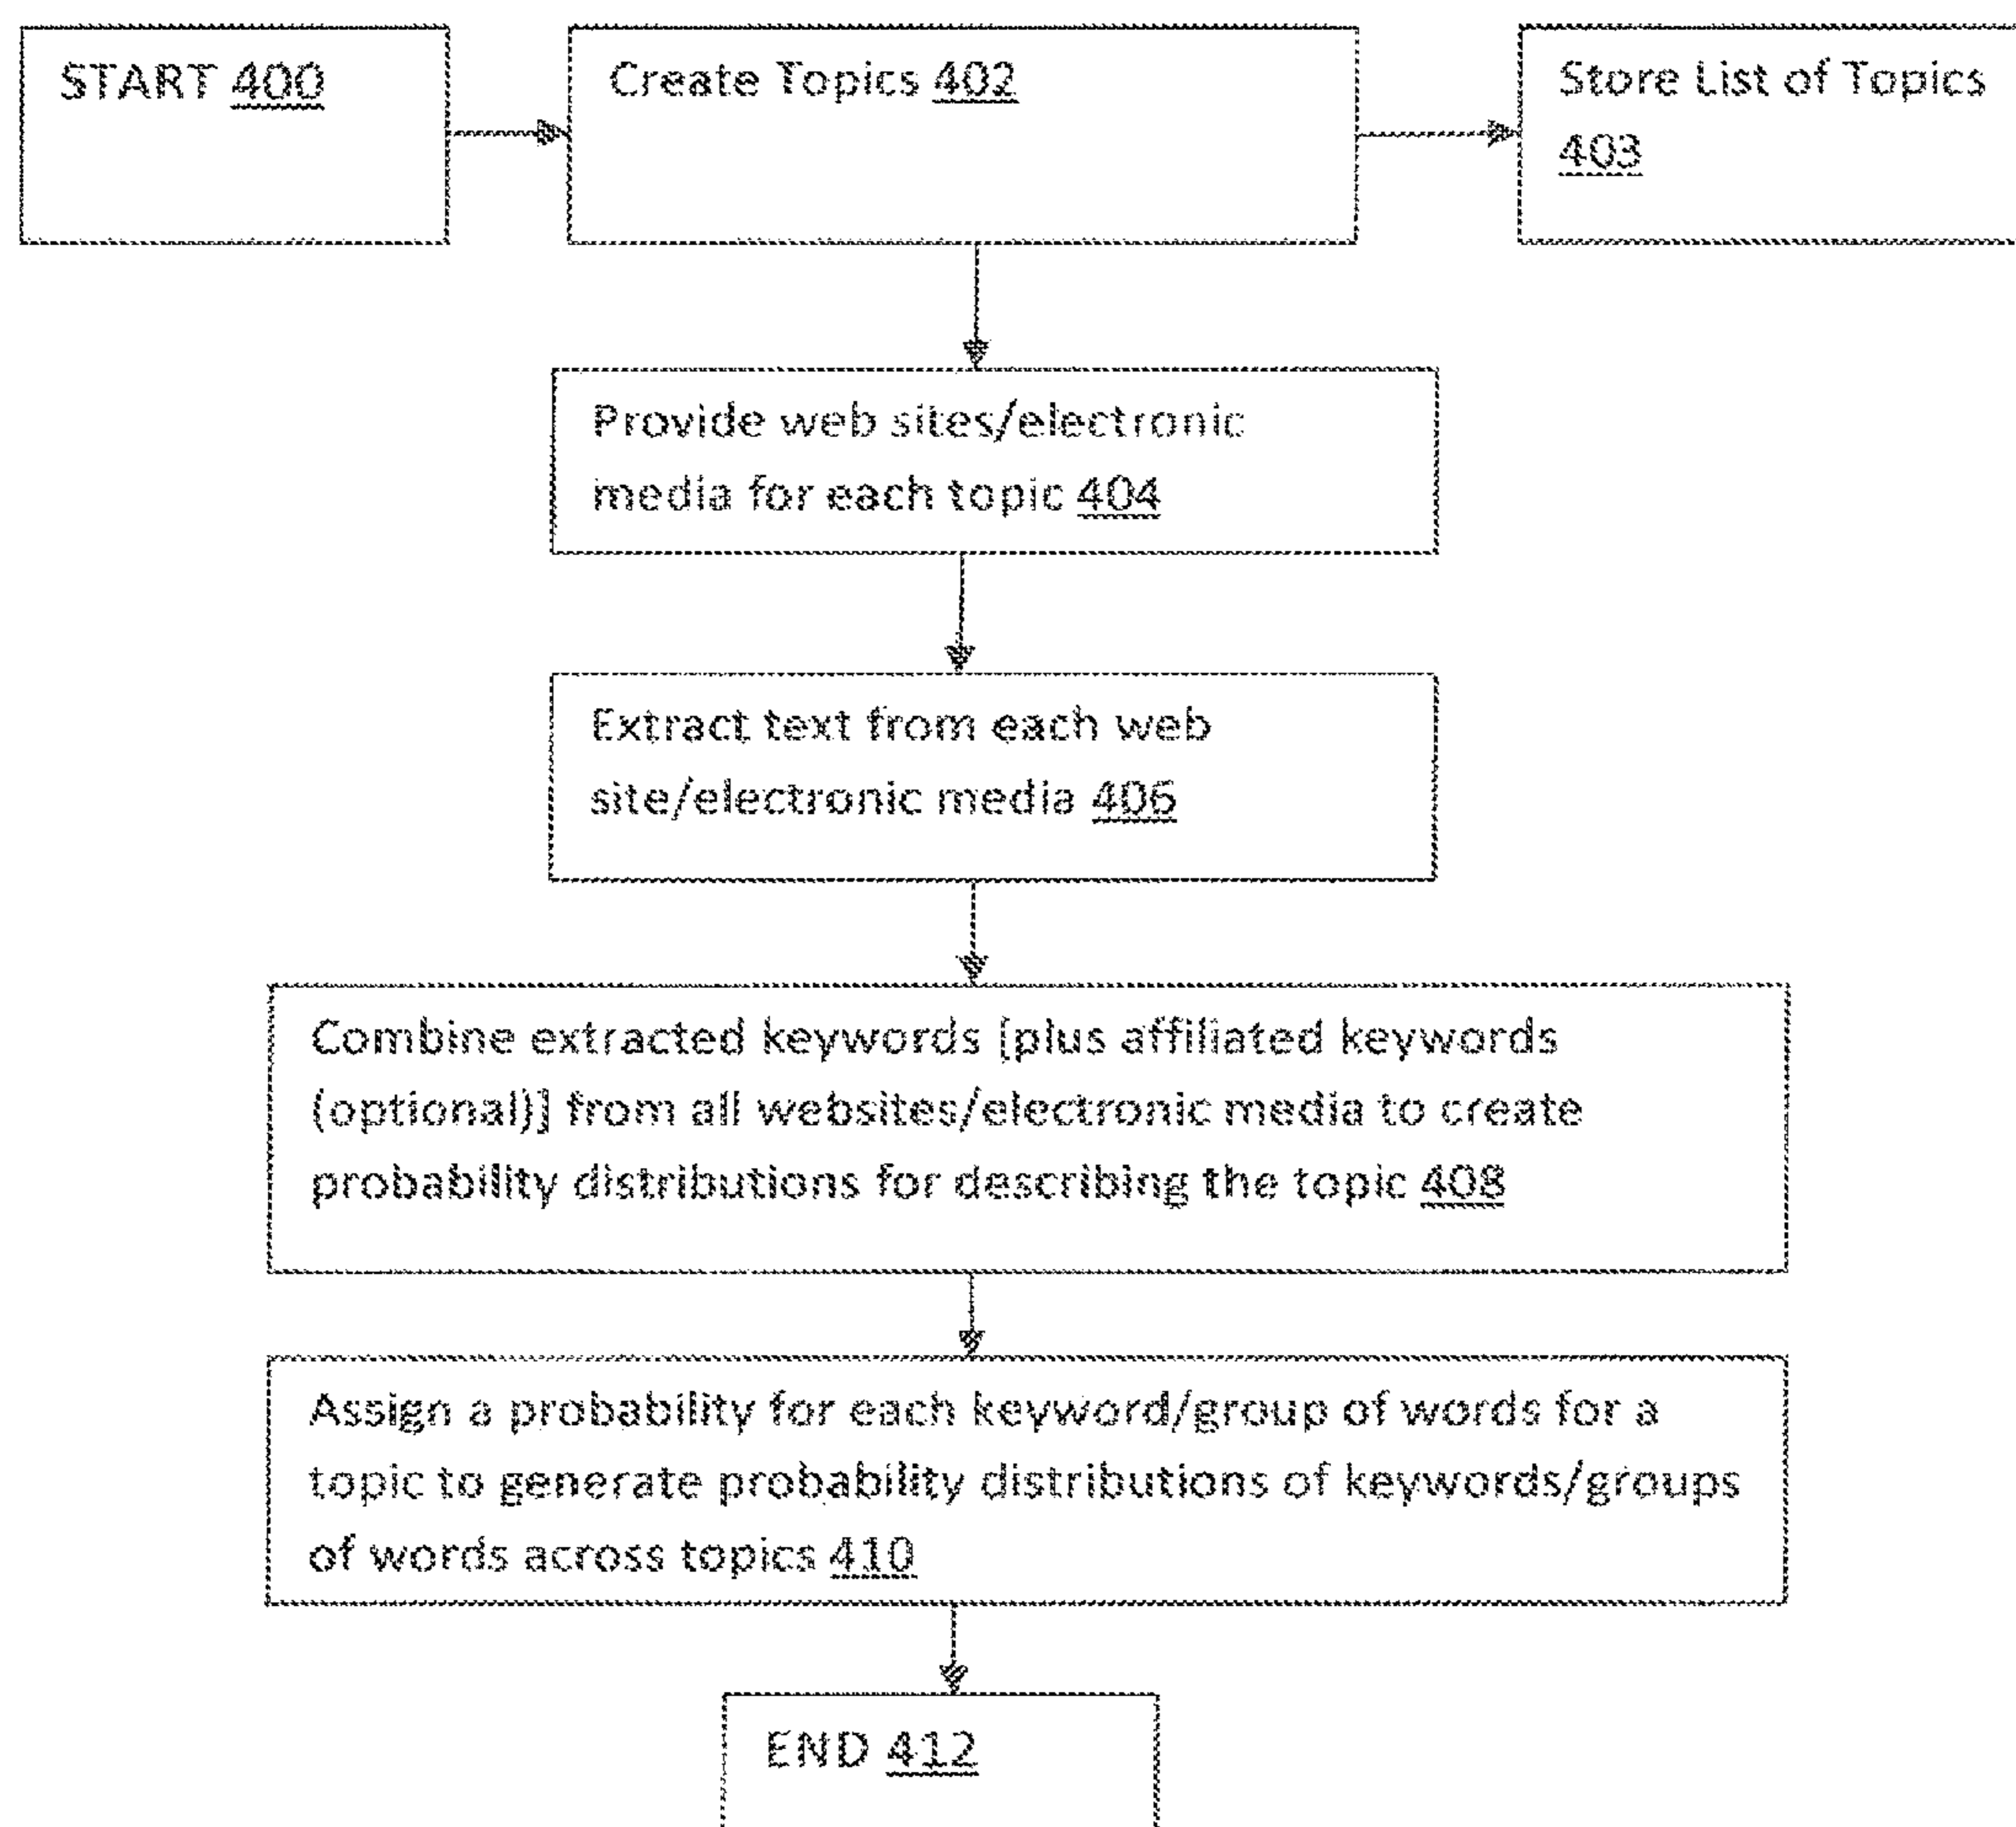 START 400
Create Topics 402
Store List of Topics
403
Provide web sites/electronic
media for each topic 404
Extract text from each web
site/electronic media 406
Combine extracted keywords [plus affiliated keywords
(optional)] from all websites/electronic media to create
probability distributions for describing the topic 408
Assign a probability for each keyword/group of words for a
topic to generate probability distributions of keywords/groups
of words across topics 410
END 412